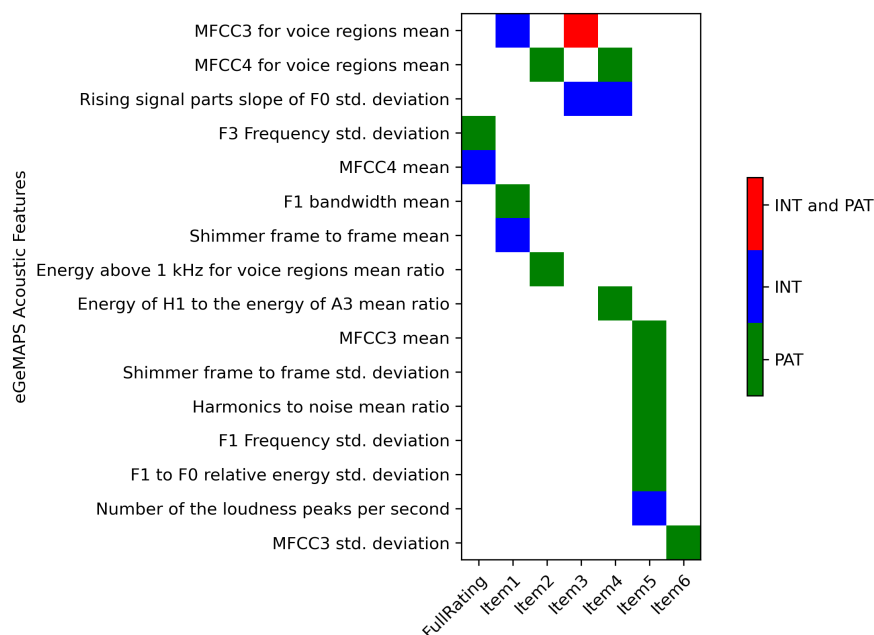 eGeMAPS Acoustic Features
MFCC3 for voice regions mean
MFCC4 for voice regions mean
Rising signal parts slope of F0 std. deviation
F3 Frequency std. deviation
MFCC4 mean
F1 bandwidth mean
Shimmer frame to frame mean
Energy above 1 kHz for voice regions mean ratio
Energy of H1 to the energy of A3 mean ratio
MFCC3 mean
Shimmer frame to frame std. deviation
Harmonics to noise mean ratio
F1 Frequency std. deviation
F1 to F0 relative energy std. deviation
Number of the loudness peaks per second
MFCC3 std. deviation
FullRating
Item1
Item2
Item3
Item4
Item5
Item6
INT and PAT
INT
PAT